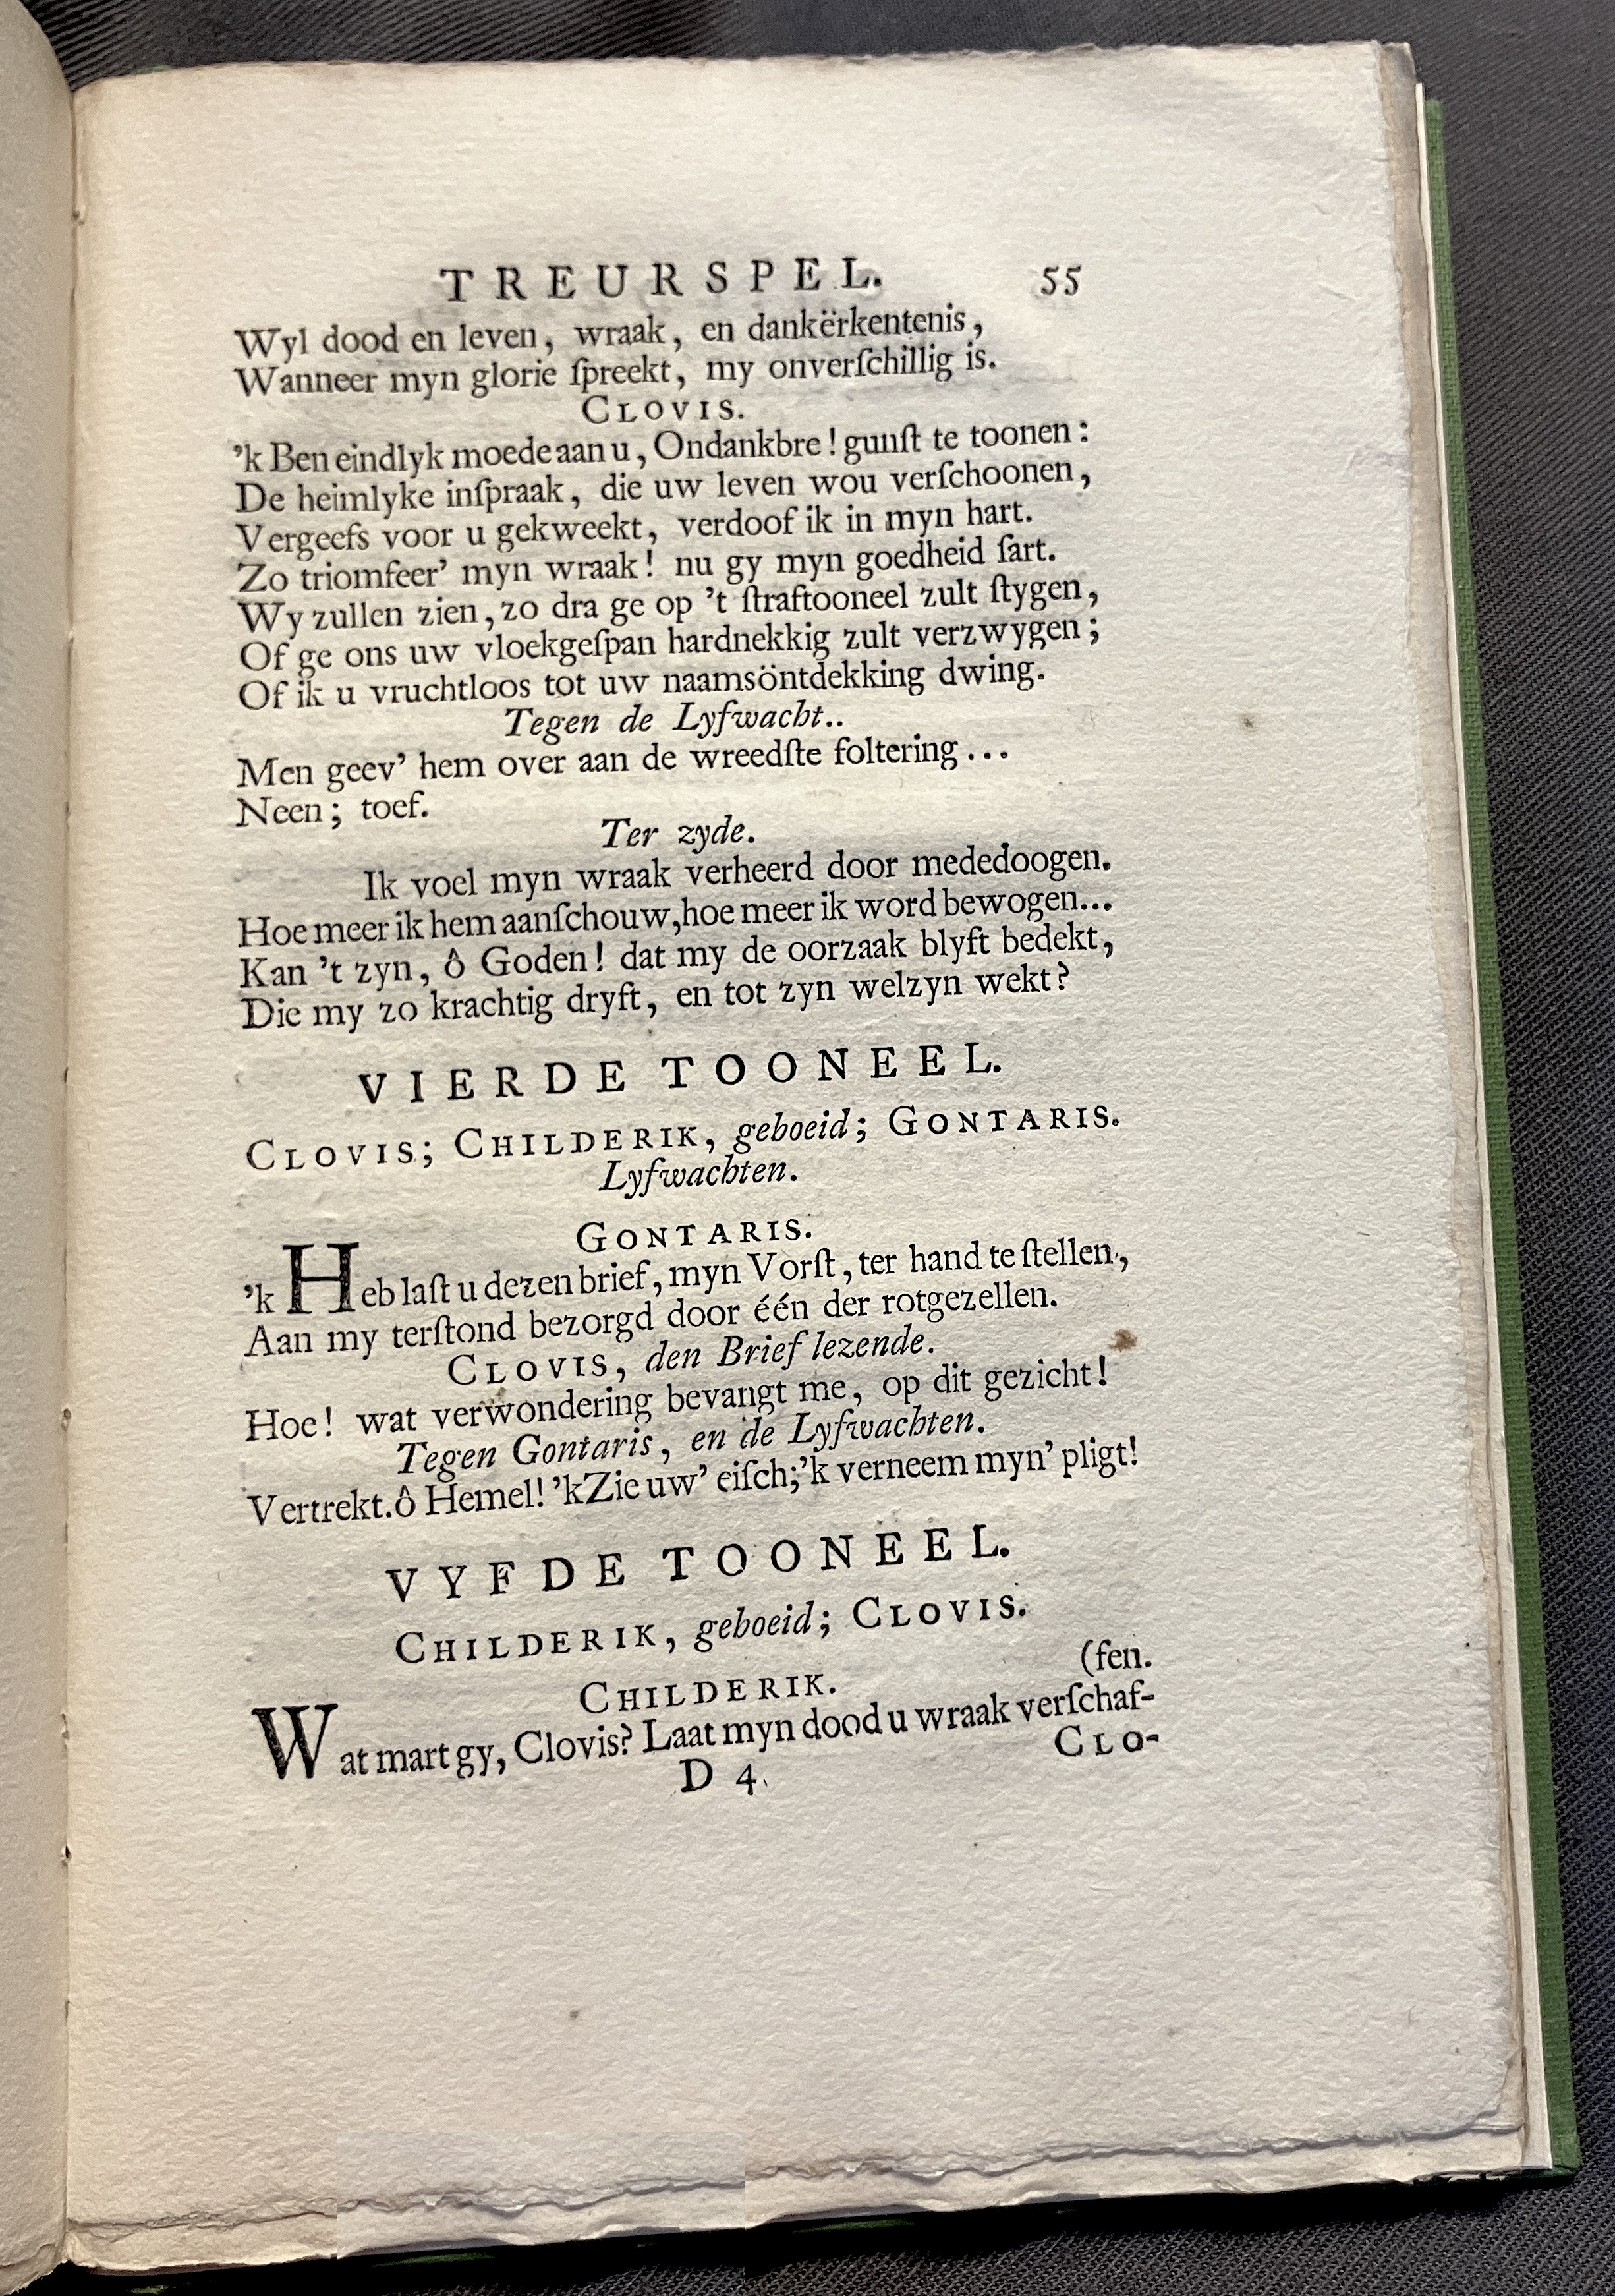 TREURSPEL. 55
Wyl dood en leven, wraak, en dankërkentenis,
Wanneer myn glorie ſpreekt, my onverſchillig is.
CLOVIS.
’k Ben eindlyk moede aan u, Ondankbre! gunſt te toonen:
De heimlyke inſpraak, die uw leven wou verſchoonen,
Vergeefs voor u gekweekt, verdoof ik in myn hart.
Zo triomfeer’ myn wraak! nu gy myn goedheid ſart.
Wy zullen zien, zo dra ge op ’t ſtraftooneel zult ſtygen,
Of ge ons uw vloekgeſpan hardnekkig zult verzwygen;
Of ik u vruchtloos tot uw naamsöntdekking dwing.
Tegen de Lyfwacht..
Men geev’ hem over aan de wreedſte foltering...
Neen; toef.
Ter zyde.
Ik voel myn wraak verheerd door mededoogen.
Hoe meer ik hem aanſchouw, hoe meer ik word bewogen...
Kan ’t zyn, ô Goden! dat my de oorzaak blyft bedekt,
Die my zo krachtig dryft, en tot zyn welzyn wekt?
VIERDE TOONEEL.
CLOVIS; CHILDERIK, geboeid; GONTARIS.
Lyfwachten.
GONTARIS.
’k Heb laſt u dezen brief, myn Vorſt, ter hand te ſtellen,
Aan my terſtond bezorgd door één der rotgezellen.
CLOVIS, den Brief lezende.
Hoe! wat verwondering bevangt me, op dit gezicht!
Tegen Gontaris, en de Lyfwachten.
Vertrekt. ô Hemel! ’k Zie uw’ eiſch; ’k verneem myn’ pligt!
VYFDE TOONEEL.
CHILDERIK, geboeid; CLOVIS.
CHILDERIK. (fen.
Wat mart gy, Clovis? Laat myn dood u wraak verſchaf-
D 4 CLO-